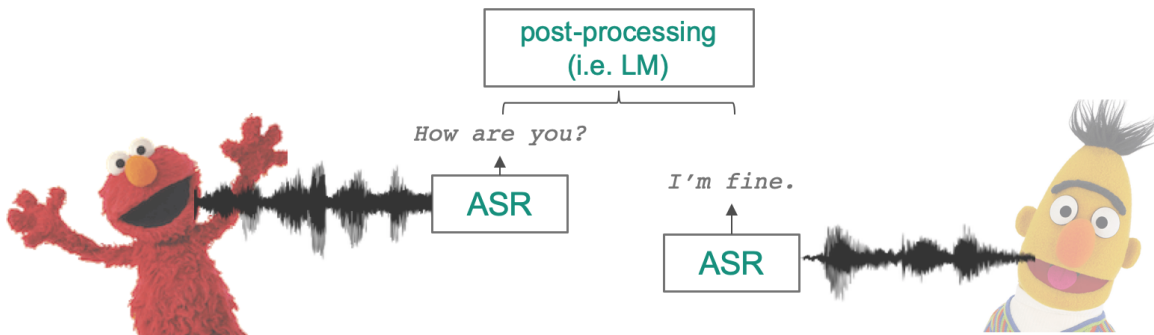 post-processing
(i.e. LM)
How are you?
ASR
I’m fine.
ASR